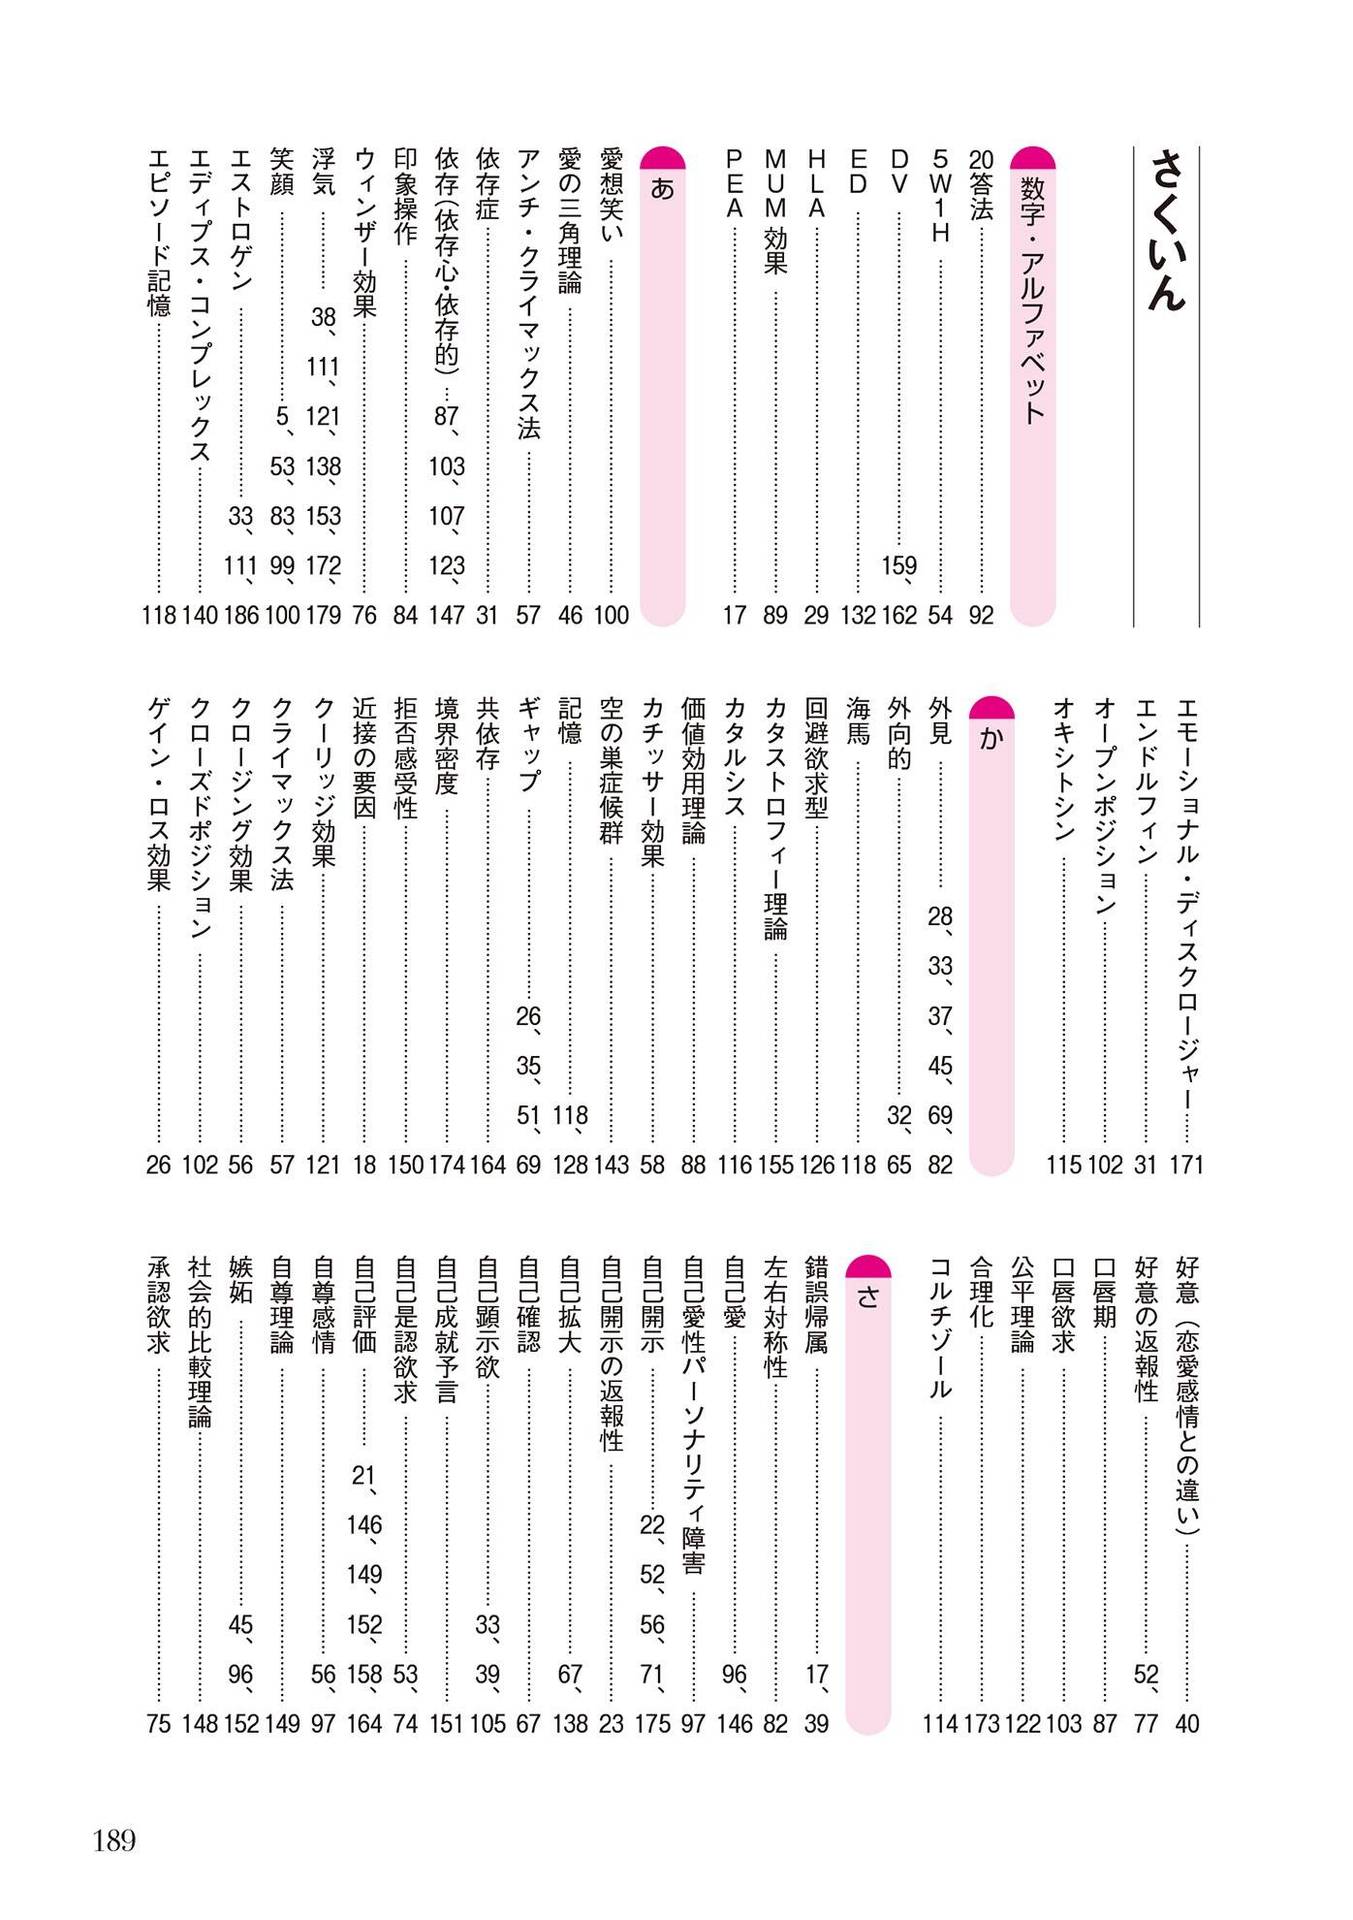 さくいん
数字・アルファベット
20答法 92
5W1H 54
DV 159、162
ED 132
HLA 29
MUM効果 89
PEA 17
あ
愛想笑い 100
愛の三角理論 46
アンチ・クライマックス法 57
依存症 31
依存(依存心・依存的) 87、103、107、123、147
印象操作 84
ウィンザー効果 76
浮気 38、111、121、138、153、172、179
笑顔 5、53、83、99、100
エストロゲン 33、111、186
エディプス・コンプレックス 140
エピソード記憶 118
エモーショナル・ディスクロージャー 171
エンドルフィン 31
オープンポジション 102
オキシトシン 115
か
外見 28、33、37、45、69、82
外向的 32、65
海馬 118
回避欲求型 126
カタストロフィー理論 155
カタルシス 116
価値効用理論 88
カチッサー効果 58
空の巣症候群 143
記憶 118、128
ギャップ 26、35、51、69
共依存 164
境界密度 174
拒否感受性 150
近接の要因 18
クーリッジ効果 121
クライマックス法 57
クロージング効果 56
クローズドポジション 102
ゲイン・ロス効果 26
好意(恋愛感情との違い) 40
好意の返報性 52、77
口唇期 87
口唇欲求 103
公平理論 122
合理化 173
コルチゾール 114
さ
錯誤帰属 17、39
左右対称性 82
自己愛 96、146
自己愛性パーソナリティ障害 97
自己開示 22、52、56、71、175
自己開示の返報性 23
自己拡大 67、138
自己確認 67
自己顕示欲 33、39、105
自己成就予言 151
自己是認欲求 53、74
自己評価 21、146、149、152、158、164
自尊感情 56、97
自尊理論 149
嫉妬 45、96、152
社会的比較理論 148
承認欲求 75
189